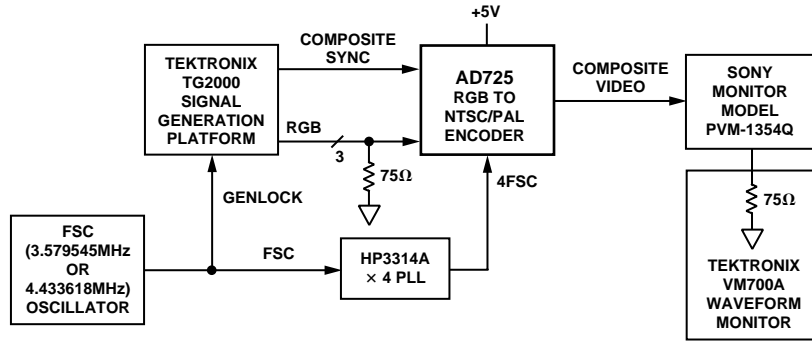 +5V
COMPOSITE
SYNC
TEKTRONIX
TG2000
SIGNAL
GENERATION
PLATFORM
RGB
3
75Ω
GENLOCK
AD725
RGB TO
NTSC/PAL
ENCODER
COMPOSITE
VIDEO
SONY
MONITOR
MODEL
PVM-1354Q
75Ω
TEKTRONIX
VM700A
WAVEFORM
MONITOR
4FSC
FSC
(3.579545MHz
OR
4.433618MHz)
OSCILLATOR
FSC
HP3314A
× 4 PLL